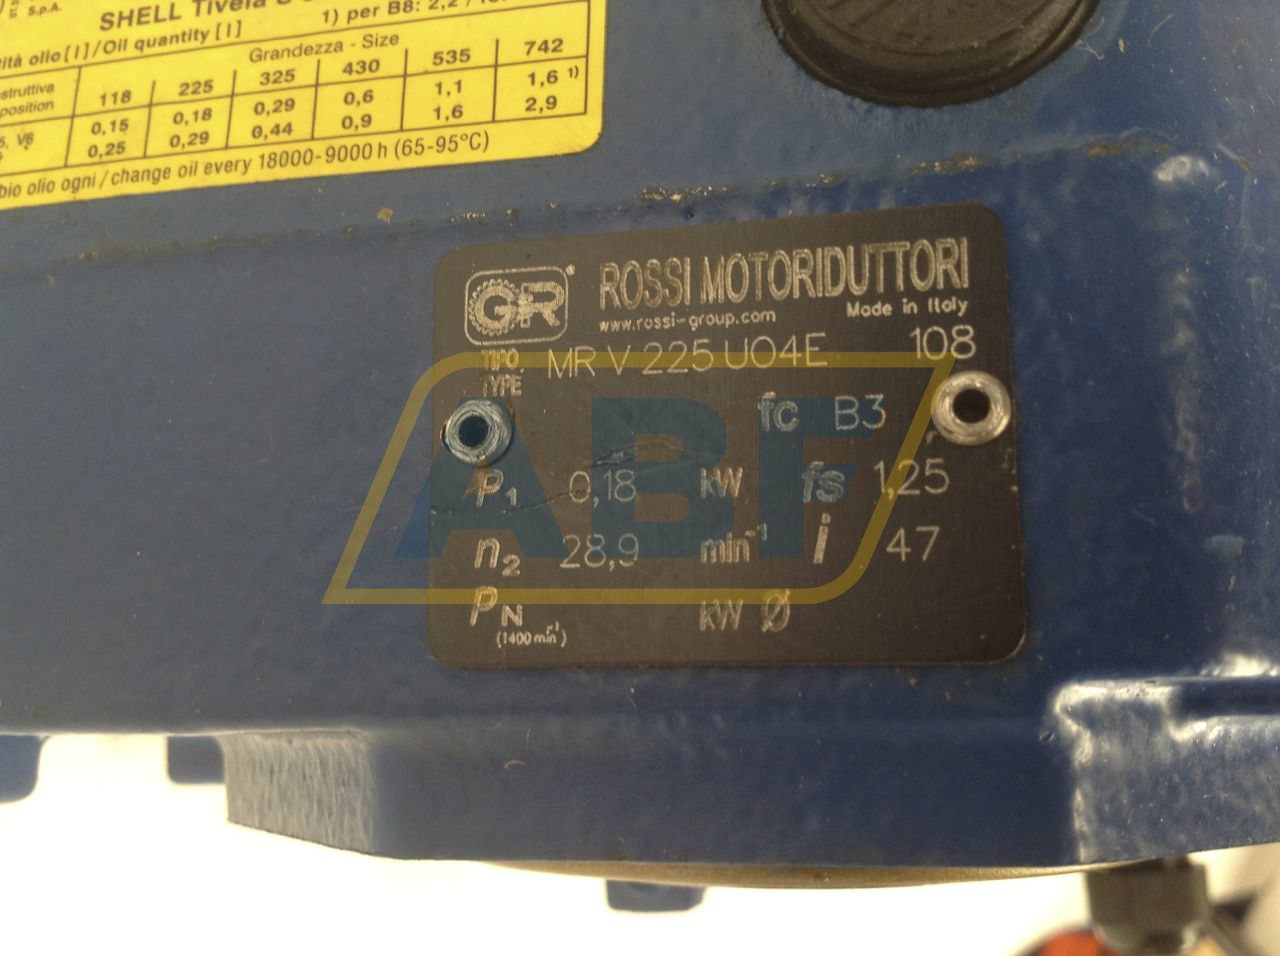 S.p.A.
SHELL Tivela S
ità olio [ l ] / Oil quantity [ l ]
1) per B8: 2,2
Grandezza - Size
ostruttiva
position
118 225 325 430 535 742
5, V6 0,15 0,18 0,29 0,6 1,1 1,6 1)
0,25 0,29 0,44 0,9 1,6 2,9
bio olio ogni / change oil every 18000-9000 h (65-95°C)
GR ROSSI MOTORIDUTTORI
www.rossi-group.com Made in Italy
TIPO
TYPE
MR V 225 UO4E 108
fc B3
P1 0,18 kW fs 1,25
n2 28,9 min-1 i 47
PN kW Ø
(1400 min-1)
ABF